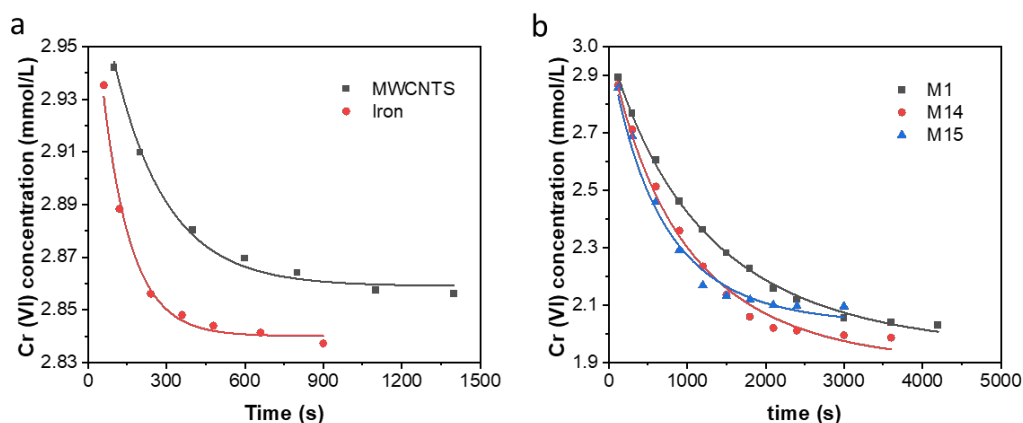 a
Cr (VI) concentration (mmol/L)
2.95
2.93
2.91
2.89
2.87
2.85
2.83
0
300
600
900
1200
1500
Time (s)
MWCNTS
Iron
b
Cr (VI) concentration (mmol/L)
3.0
2.7
2.5
2.3
2.1
1.9
0
1000
2000
3000
4000
5000
time (s)
M1
M14
M15